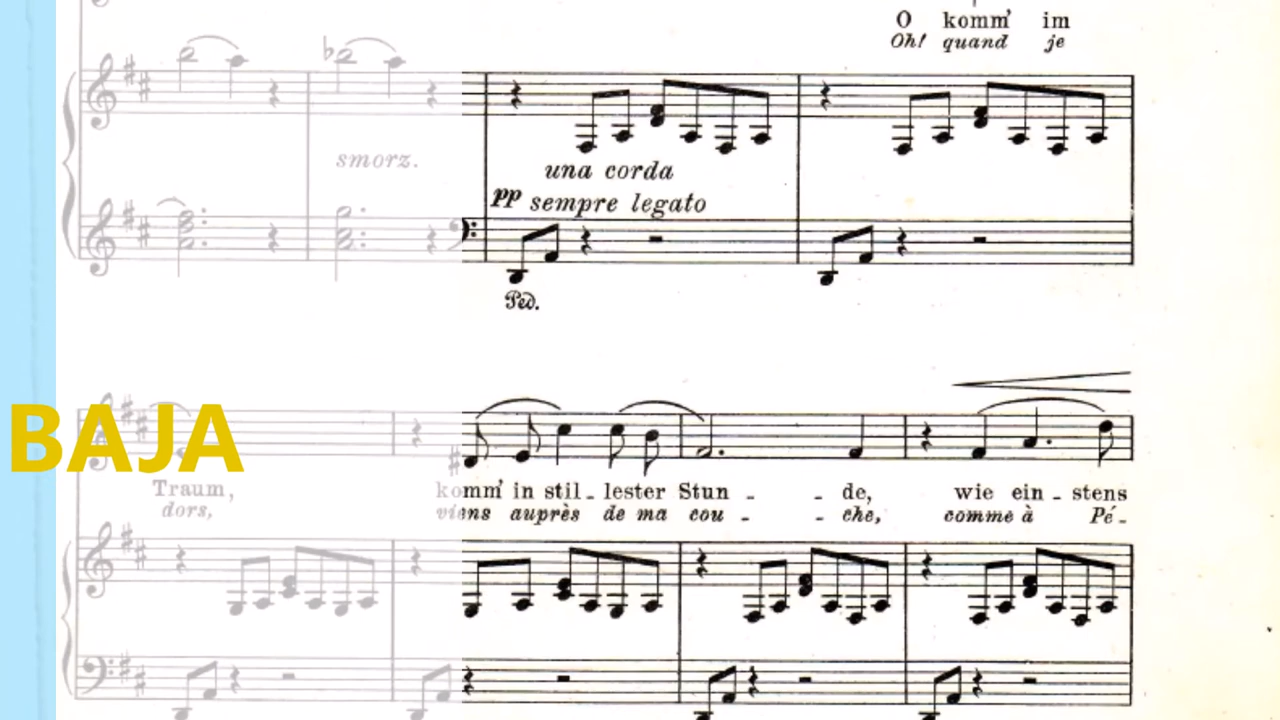 O komm' im
Oh! quand je
smorz.
una corda
pp sempre legato
Ped.
BAJA
Traum, komm' in stil - lester Stun - - de, wie ein - stens
dors, viens auprès de ma cou - - che, comme à Pé -